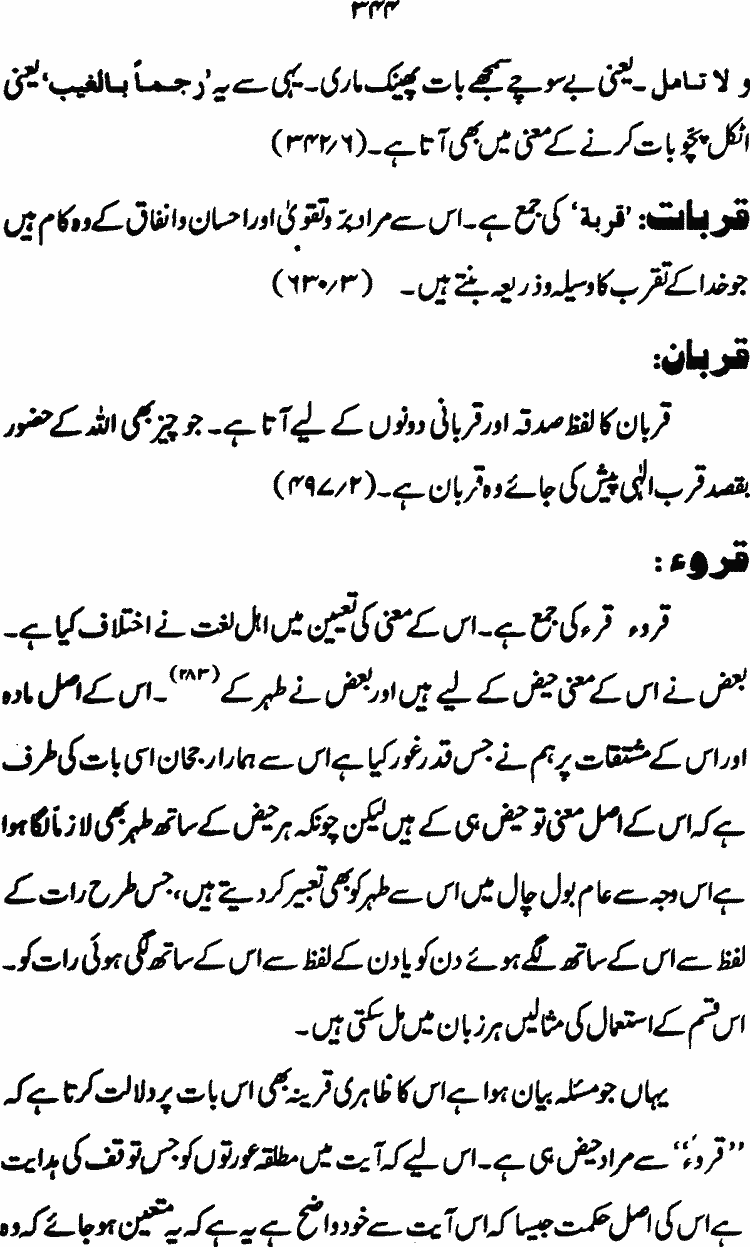 ۳۴۴
و لا تامل۔ یعنی بے سوچے سمجھے بات پھینک ماری۔ یہی سے یہ ’رجماً بالغیب‘، یعنی
اٹکل پچّو بات کرنے کے معنی میں بھی آتا ہے۔ (۳۴۲/۶)
قربات: ’قربة‘ کی جمع ہے۔ اس سے مراد برّ و تقویٰ اور احسان و انفاق کے وہ کام ہیں
جو خدا کے تقرب کا وسیلہ و ذریعہ بنتے ہیں۔ (۶۳۰/۳)
قربان:
قربان کا لفظ صدقہ اور قربانی دونوں کے لیے آتا ہے۔ جو چیز بھی اللہ کے حضور
بقصد قرب الٰہی پیش کی جائے وہ قربان ہے۔ (۴۹۷/۲)
قروء :
قروء قرء کی جمع ہے۔ اس کے معنی کی تعیین میں اہل لغت نے اختلاف کیا ہے۔
بعض نے اس کے معنی حیض کے لیے ہیں اور بعض نے طہر کے (۲۸۳)۔ اس کے اصل مادہ
اور اس کے مشتقات پر ہم نے جس قدر غور کیا ہے اس سے ہمارا رجحان اسی بات کی طرف
ہے کہ اس کے اصل معنی تو حیض ہی کے ہیں لیکن چونکہ ہر حیض کے ساتھ طہر بھی لازماً لگا ہوا
ہے اس وجہ سے عام بول چال میں اس سے طہر کو بھی تعبیر کر دیتے ہیں، جس طرح رات کے
لفظ سے اس کے ساتھ لگے ہوئے دن کو یا دن کے لفظ سے اس کے ساتھ لگی ہوئی رات کو۔
اس قسم کے استعمال کی مثالیں ہر زبان میں مل سکتی ہیں۔
یہاں جو مسئلہ بیان ہوا ہے اس کا ظاہری قرینہ بھی اس بات پر دلالت کرتا ہے کہ
’’قروءُ‘‘ سے مراد حیض ہی ہے۔ اس لیے کہ آیت میں مطلقہ عورتوں کو جس توقف کی ہدایت
ہے اس کی اصل حکمت جیسا کہ اس آیت سے خود واضح ہے یہ ہے کہ یہ متعین ہو جائے کہ وہ